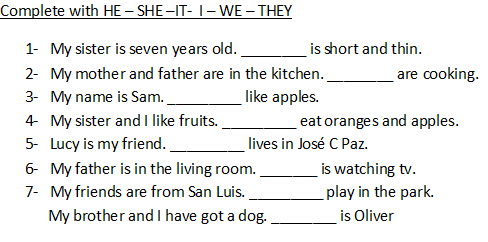 Complete with HE – SHE –IT- I – WE – THEY
1- My sister is seven years old. ________ is short and thin.
2- My mother and father are in the kitchen. ________ are cooking.
3- My name is Sam. _________ like apples.
4- My sister and I like fruits. _________ eat oranges and apples.
5- Lucy is my friend. _________ lives in José C Paz.
6- My father is in the living room. _______ is watching tv.
7- My friends are from San Luis. _________ play in the park.
My brother and I have got a dog. ________ is Oliver